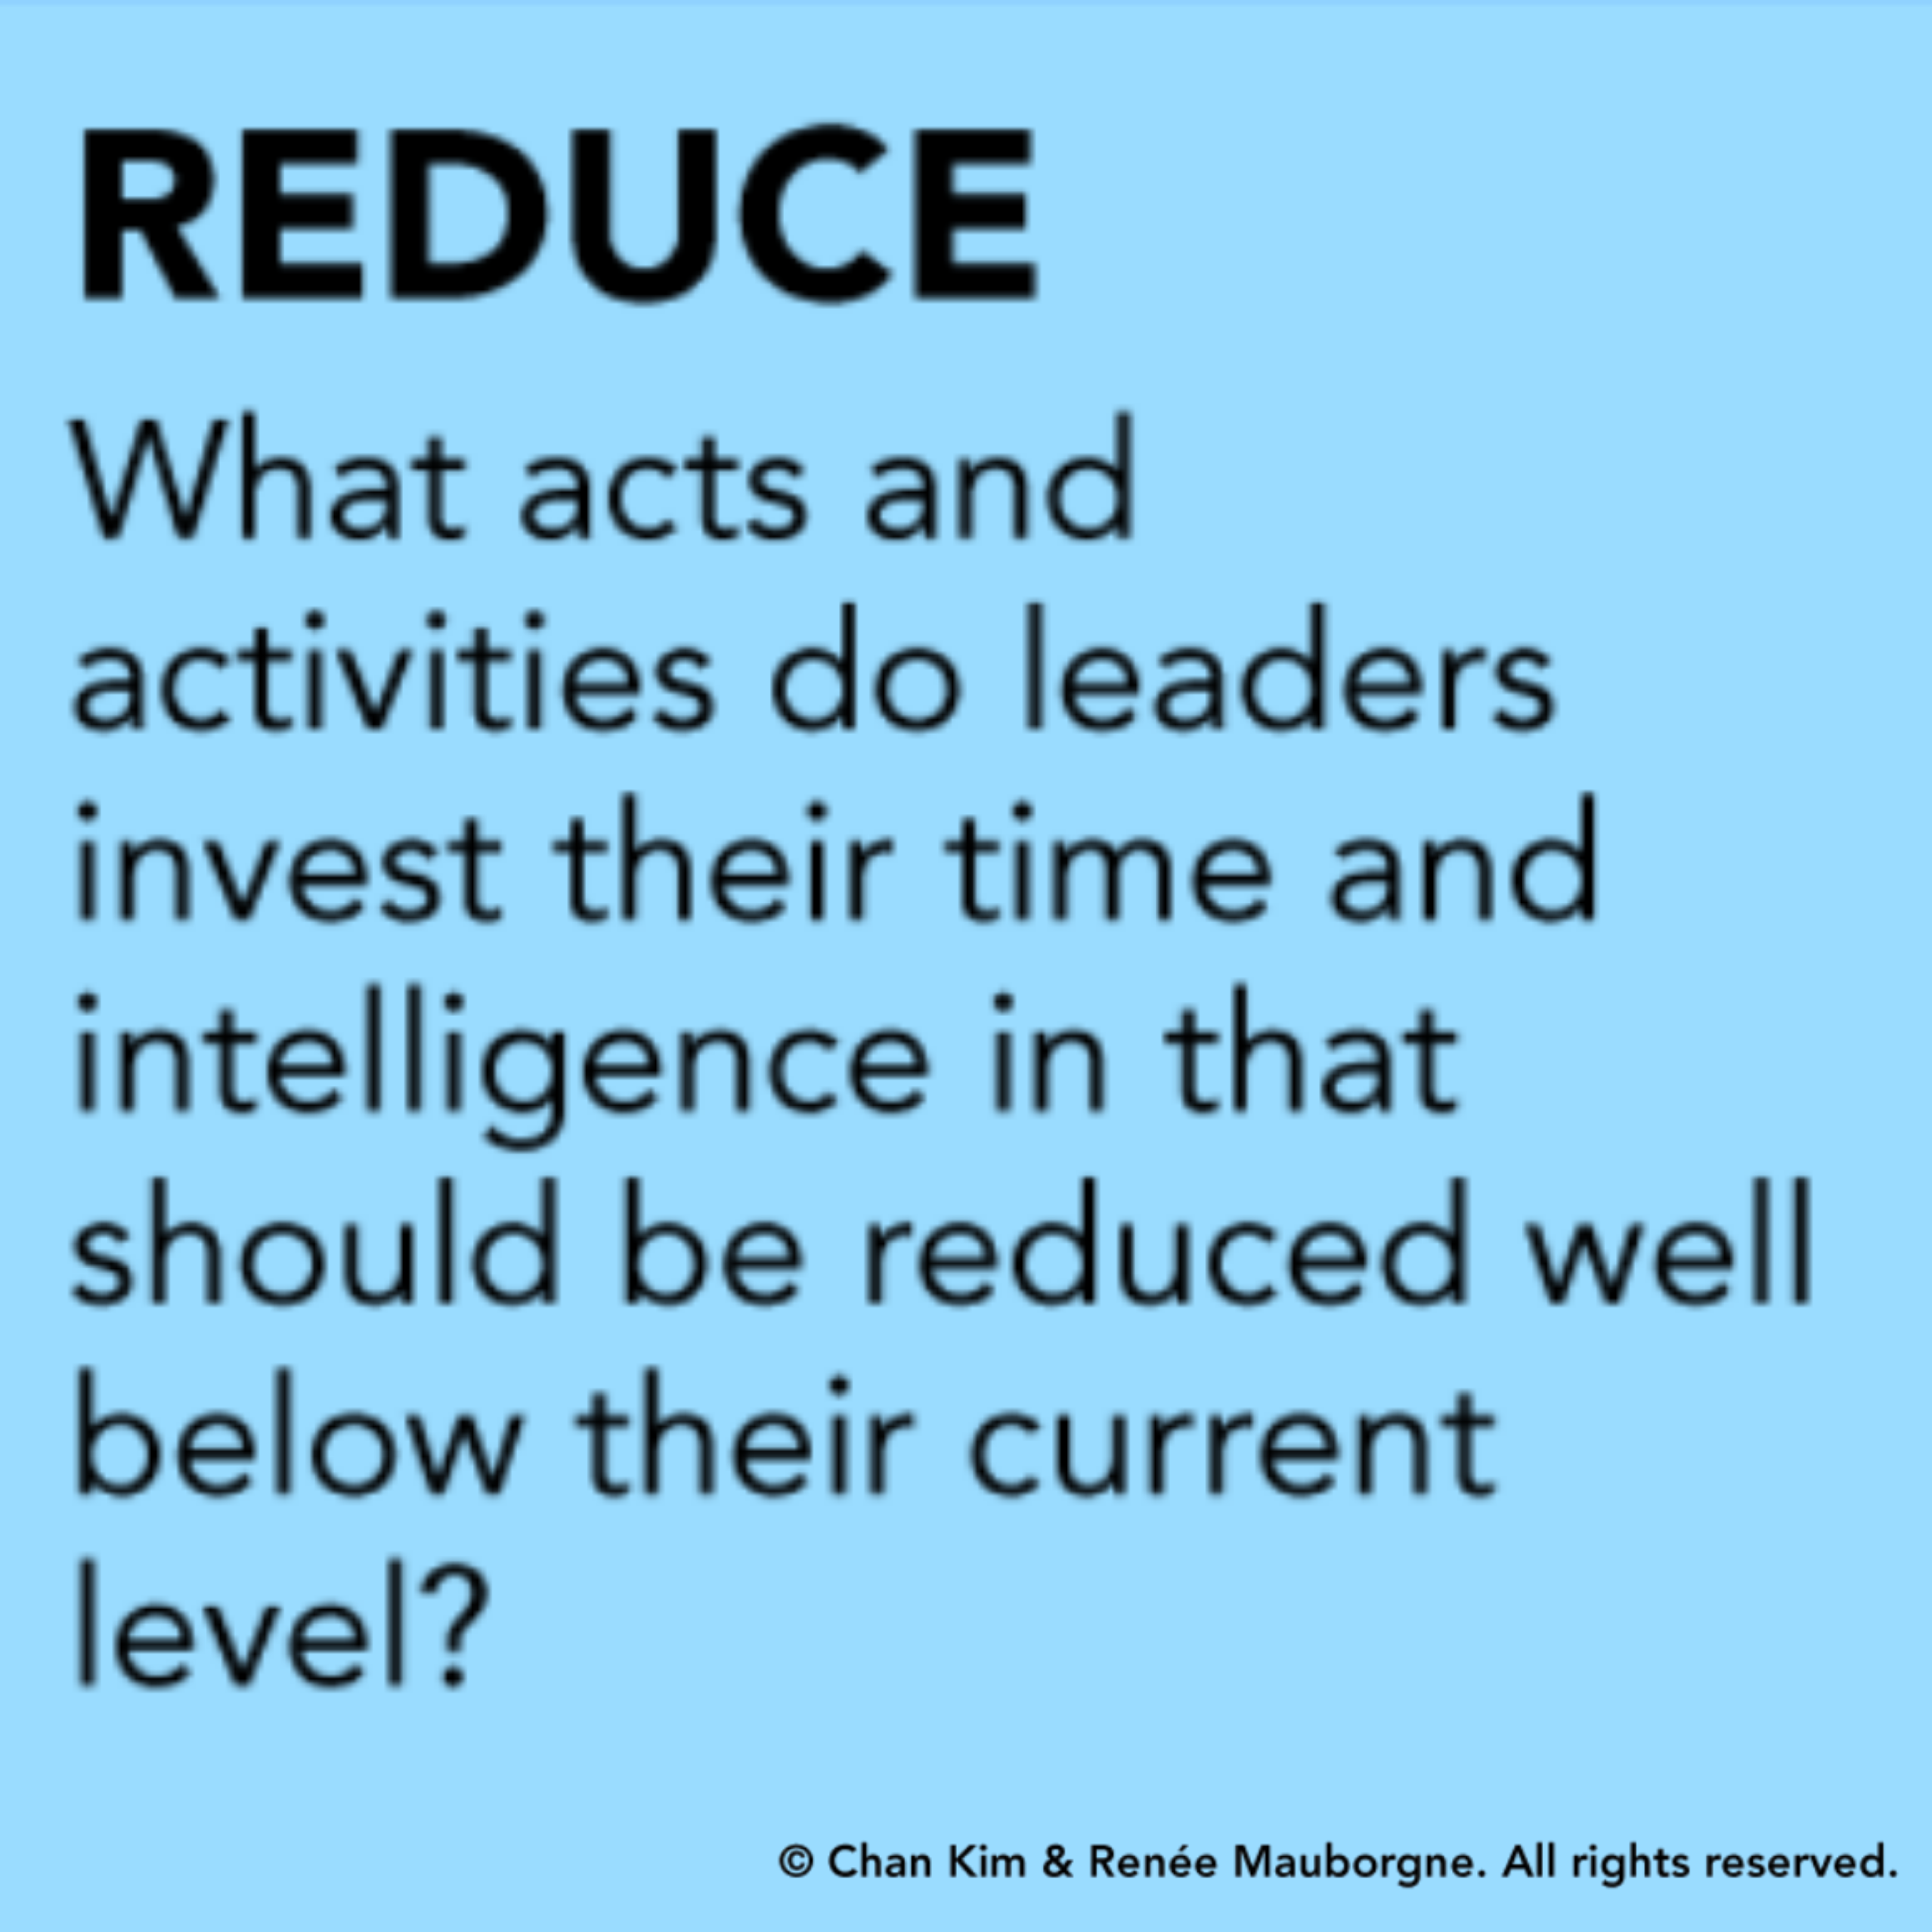 REDUCE
What acts and
activities do leaders
invest their time and
intelligence in that
should be reduced well
below their current
level?
© Chan Kim & Renée Mauborgne. All rights reserved.